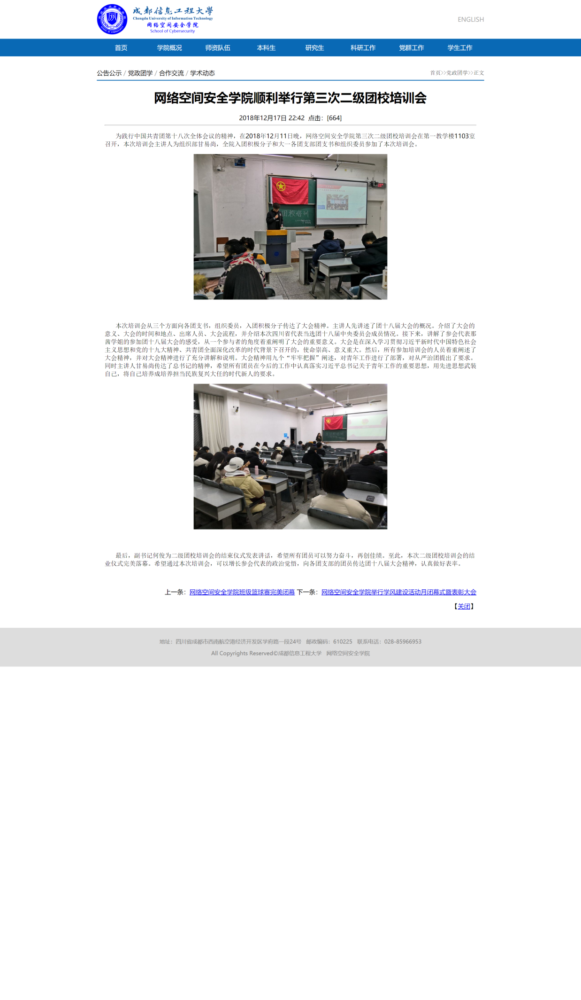 成都信息工程大學
Chengdu University of Information Technology
网络空间安全学院
School of Cybersecurity
ENGLISH
首页 学院概况 师资队伍 本科生 研究生 科研工作 党群工作 学生工作
公告公示 / 党政团学 / 合作交流 / 学术动态
首页>>党政团学>>正文
网络空间安全学院顺利举行第三次二级团校培训会
2018年12月17日 22:42 点击：[664]
为践行中国共青团第十八次全体会议的精神，在2018年12月11日晚，网络空间安全学院第三次二级团校培训会在第一教学楼1103室
召开，本次培训会主讲人为组织部甘易尚，全院入团积极分子和大一各团支部团支书和组织委员参加了本次培训会。
团校培训
本次培训会从三个方面向各团支书，组织委员，入团积极分子传达了大会精神。主讲人先讲述了团十八届大会的概况。介绍了大会的
意义、大会的时间和地点、出席人员、大会流程，并介绍本次四川省代表当选团十八届中央委员会成员情况。接下来，讲解了参会代表那
茜学姐的参加团十八届大会的感受，从一个参与者的角度着重阐明了大会的重要意义。大会是在深入学习贯彻习近平新时代中国特色社会
主义思想和党的十九大精神、共青团全面深化改革的时代背景下召开的，使命崇高、意义重大。然后，所有参加培训会的人员着重阐述了
大会精神，并对大会精神进行了充分讲解和说明。大会精神用九个“牢牢把握”阐述，对青年工作进行了部署，对从严治团提出了要求。
同时主讲人甘易尚传达了总书记的精神，希望所有团员在今后的工作中认真落实习近平总书记关于青年工作的重要思想，用先进思想武装
自己，将自己培养成培养担当民族复兴大任的时代新人的要求。
最后，副书记何俊为二级团校培训会的结束仪式发表讲话，希望所有团员可以努力奋斗，再创佳绩。至此，本次二级团校培训会的结
业仪式完美落幕。希望通过本次培训会，可以增长参会代表的政治觉悟，向各团支部的团员传达团十八届大会精神，认真做好表率。
上一条：网络空间安全学院班级篮球赛完美闭幕 下一条：网络空间安全学院举行学风建设活动月闭幕式暨表彰大会
【关闭】
地址：四川省成都市西南航空港经济开发区学府路一段24号 邮政编码：610225 联系电话：028-85966953
All Copyrights Reserved©成都信息工程大学 网络空间安全学院